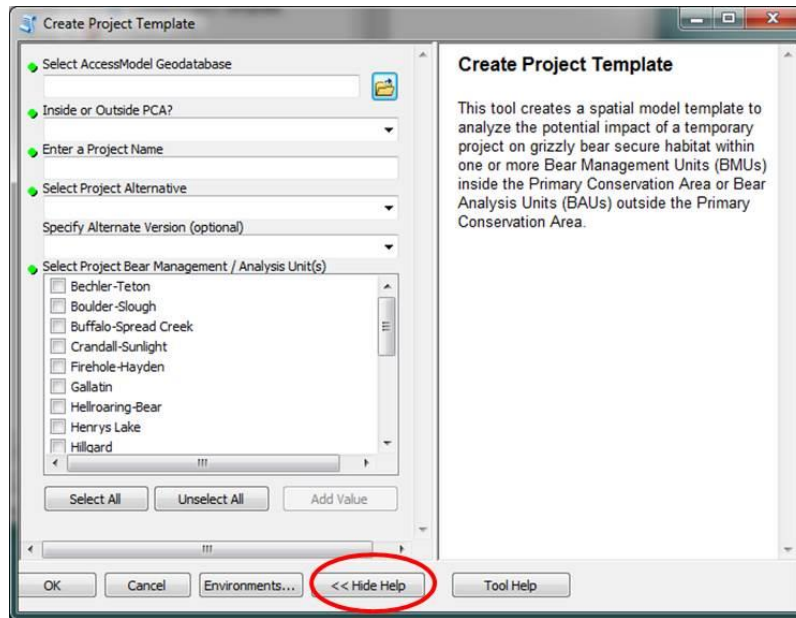 Create Project Template
Select AccessModel Geodatabase
Inside or Outside PCA?
Enter a Project Name
Select Project Alternative
Specify Alternate Version (optional)
Select Project Bear Management / Analysis Unit(s)
Bechler-Teton
Boulder-Slough
Buffalo-Spread Creek
Crandall-Sunlight
Firehole-Hayden
Gallatin
Hellroaring-Bear
Henrys Lake
Hilgard
Select All
Unselect All
Add Value
Create Project Template
This tool creates a spatial model template to
analyze the potential impact of a temporary
project on grizzly bear secure habitat within
one or more Bear Management Units (BMUs)
inside the Primary Conservation Area or Bear
Analysis Units (BAUs) outside the Primary
Conservation Area.
OK
Cancel
Environments...
<< Hide Help
Tool Help